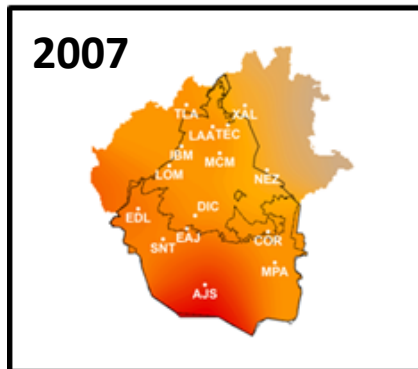 2007
TLA XAL
LAA TEC
IBM MCM
LOM NEZ
EDL DIC
SNT EAJ COR
MPA
AJS